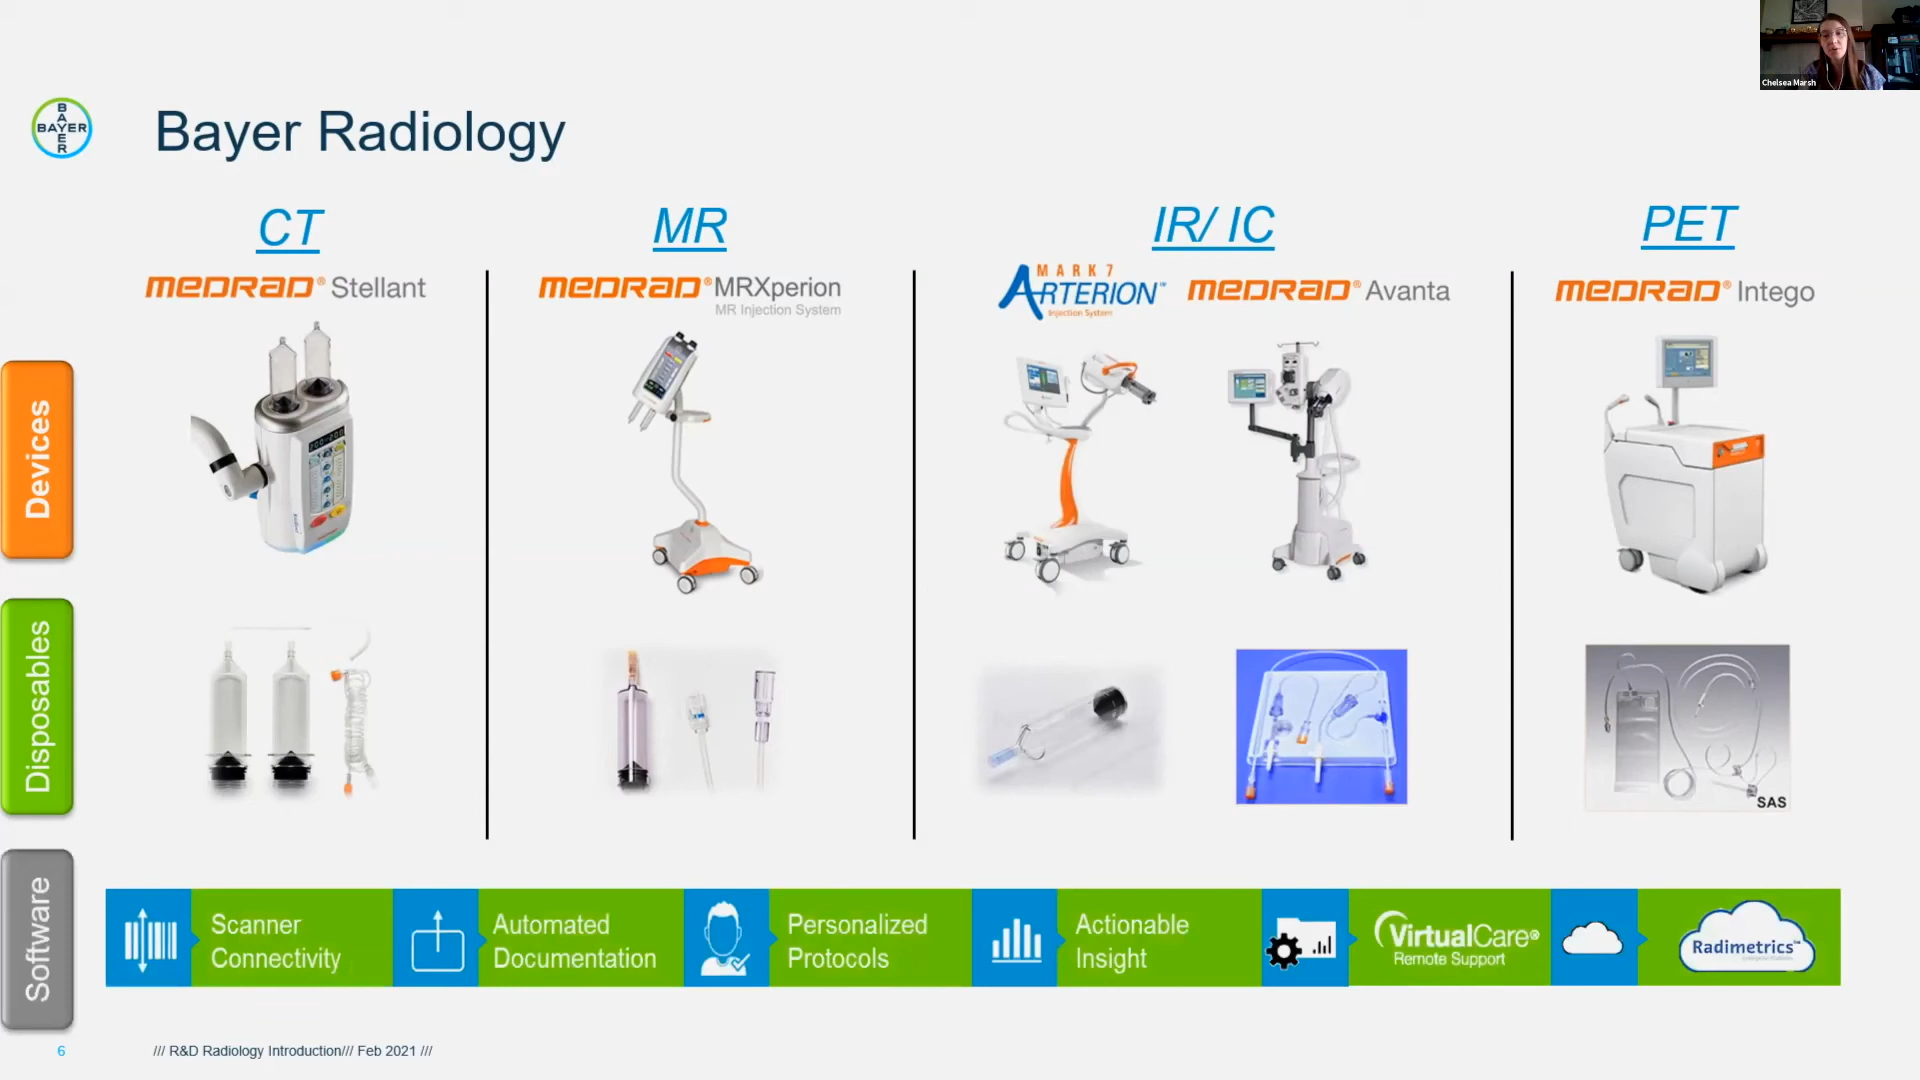 Chelsea Marsh
BAYER
BAYER
Bayer Radiology
CT
MR
IR/ IC
PET
MEDRAD® Stellant
MEDRAD® MRXperion
MR Injection System
MARK 7
ARTERION™
Injection System
MEDRAD® Avanta
MEDRAD® Intego
Devices
Disposables
SAS
Software
Scanner
Connectivity
Automated
Documentation
Personalized
Protocols
Actionable
Insight
VirtualCare®
Remote Support
Radimetrics™
6
/// R&D Radiology Introduction/// Feb 2021 ///